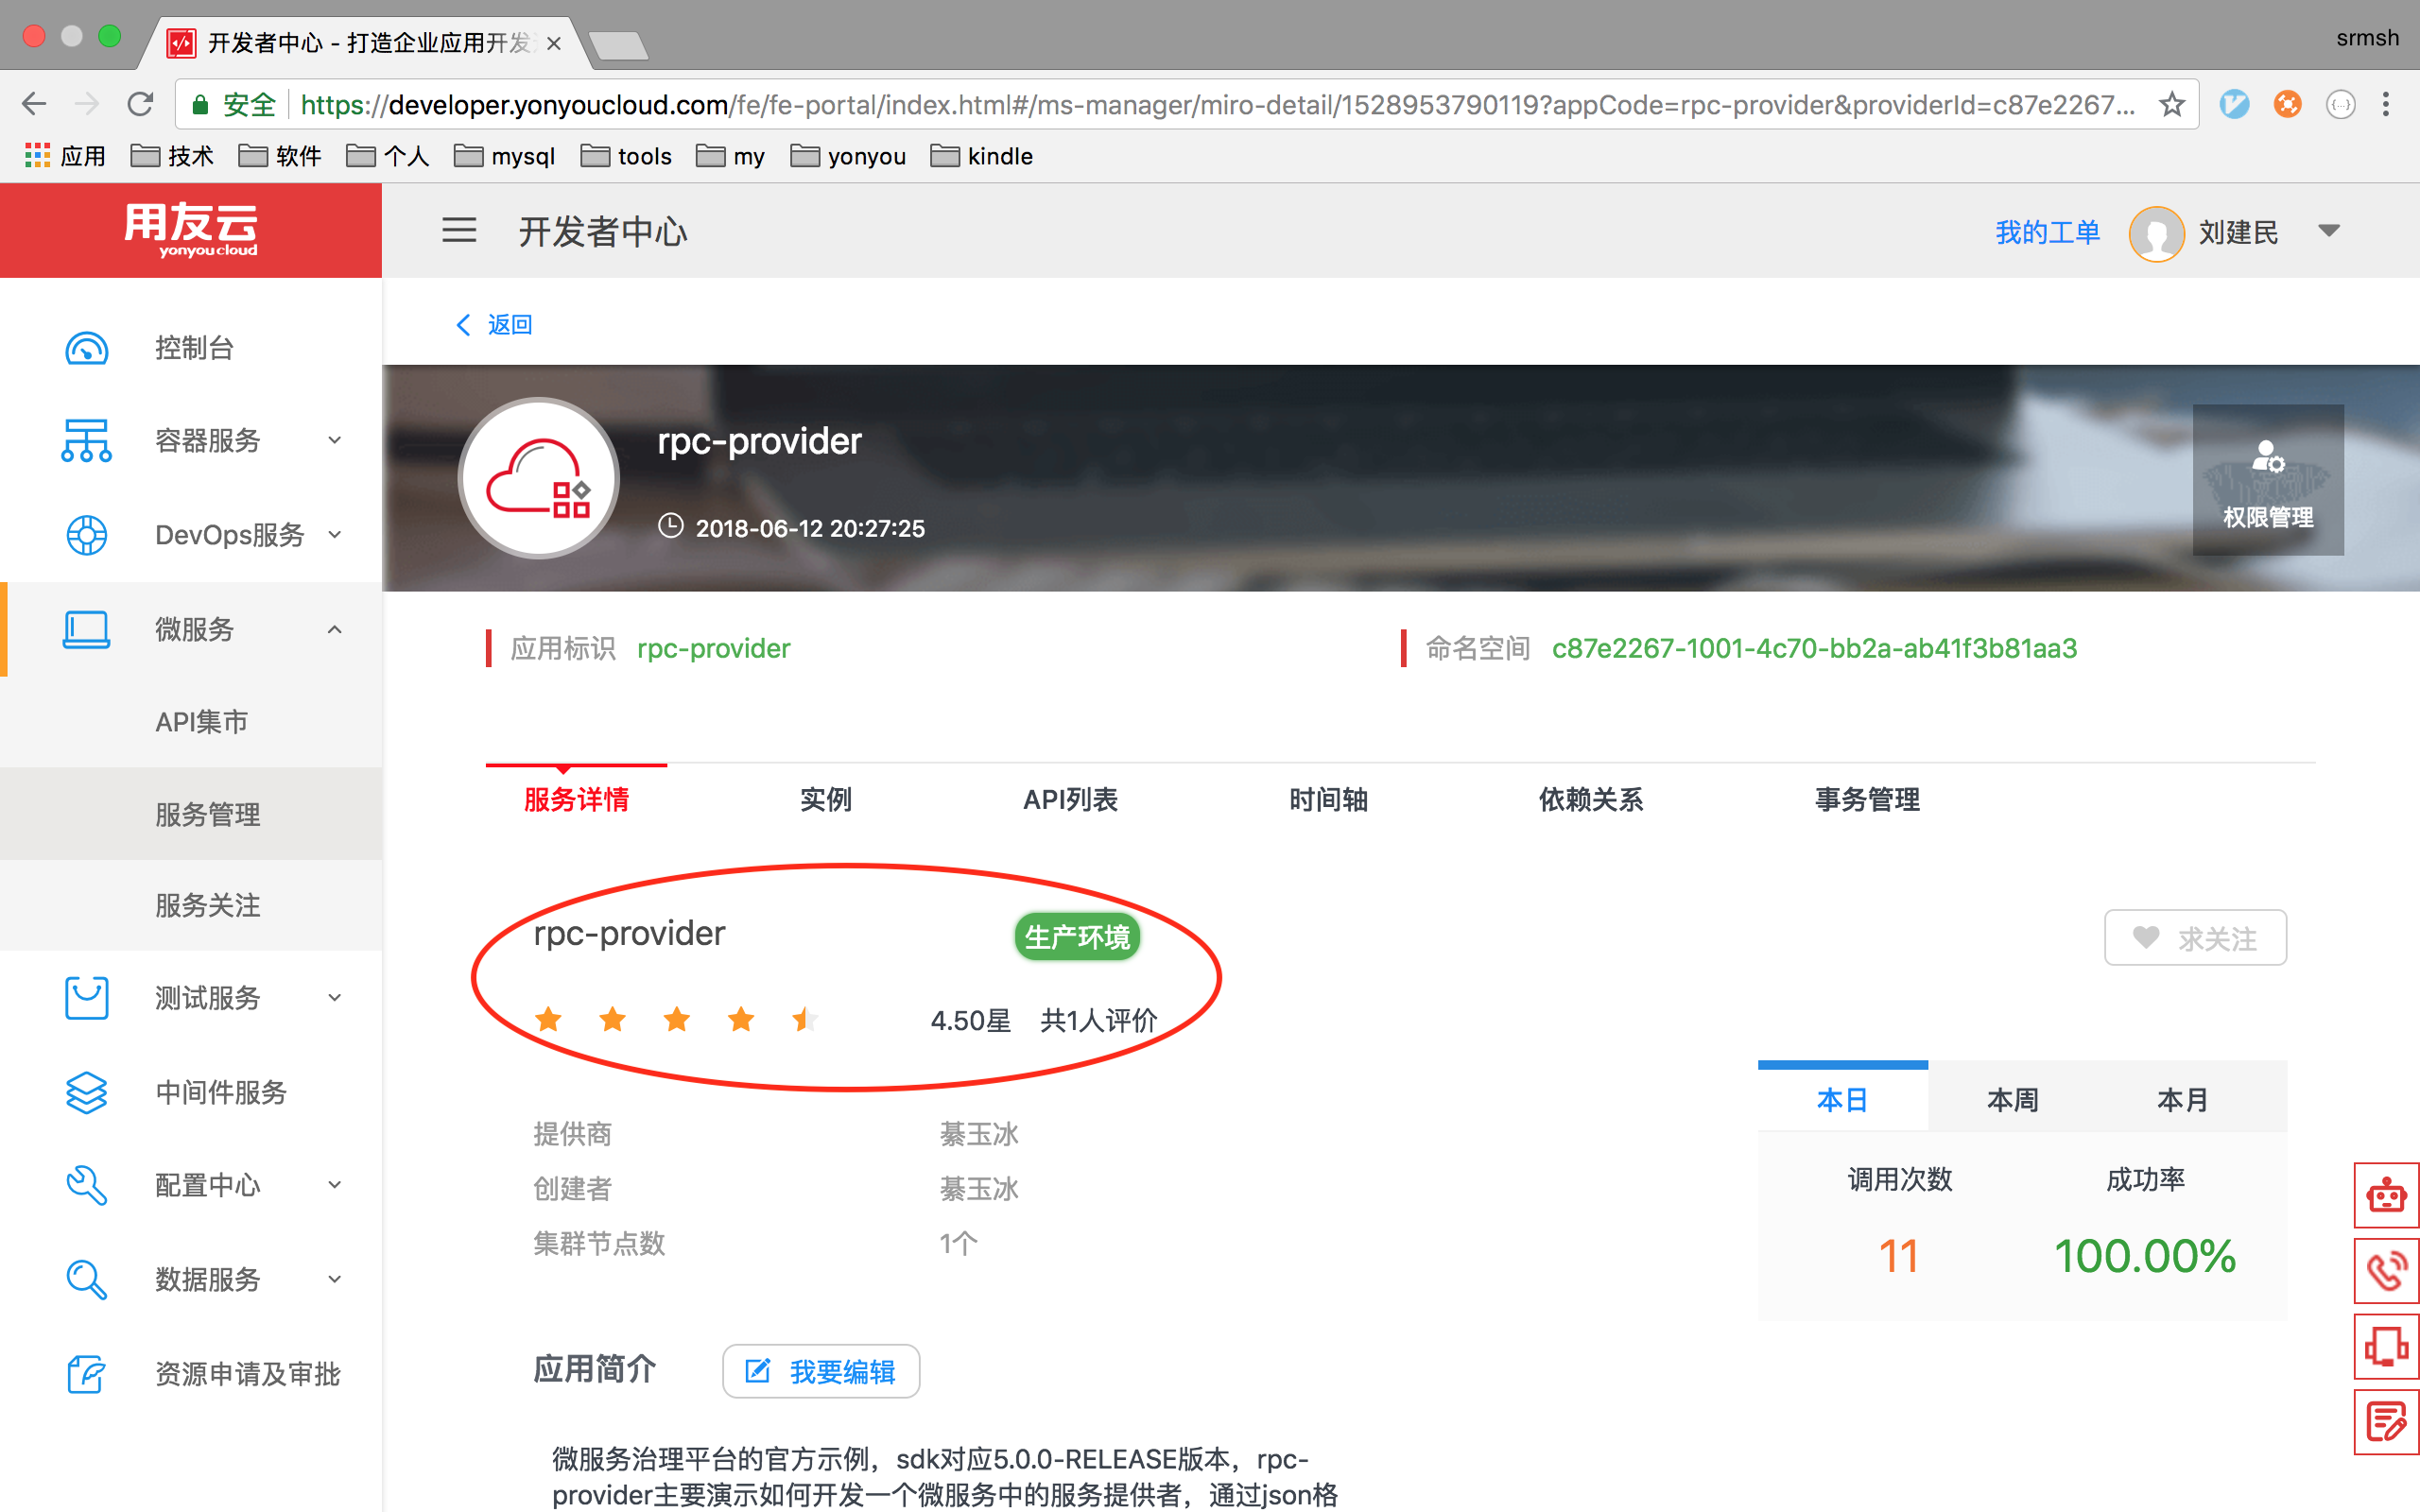 开发者中心 - 打造企业应用开发
srmsh
安全 https://developer.yonyoucloud.com/fe/fe-portal/index.html#/ms-manager/miro-detail/1528953790119?appCode=rpc-provider&providerId=c87e2267...
应用 技术 软件 个人 mysql tools my yonyou kindle
用友云
yonyou cloud
开发者中心
我的工单 刘建民
返回
控制台
容器服务
DevOps服务
微服务
API集市
服务管理
服务关注
测试服务
中间件服务
配置中心
数据服务
资源申请及审批
rpc-provider
2018-06-12 20:27:25
权限管理
应用标识 rpc-provider
命名空间 c87e2267-1001-4c70-bb2a-ab41f3b81aa3
服务详情 实例 API列表 时间轴 依赖关系 事务管理
rpc-provider 生产环境
求关注
4.50星 共1人评价
提供商 綦玉冰
创建者 綦玉冰
集群节点数 1个
本日 本周 本月
调用次数 成功率
11 100.00%
应用简介 我要编辑
微服务治理平台的官方示例，sdk对应5.0.0-RELEASE版本，rpc-
provider主要演示如何开发一个微服务中的服务提供者，通过json格